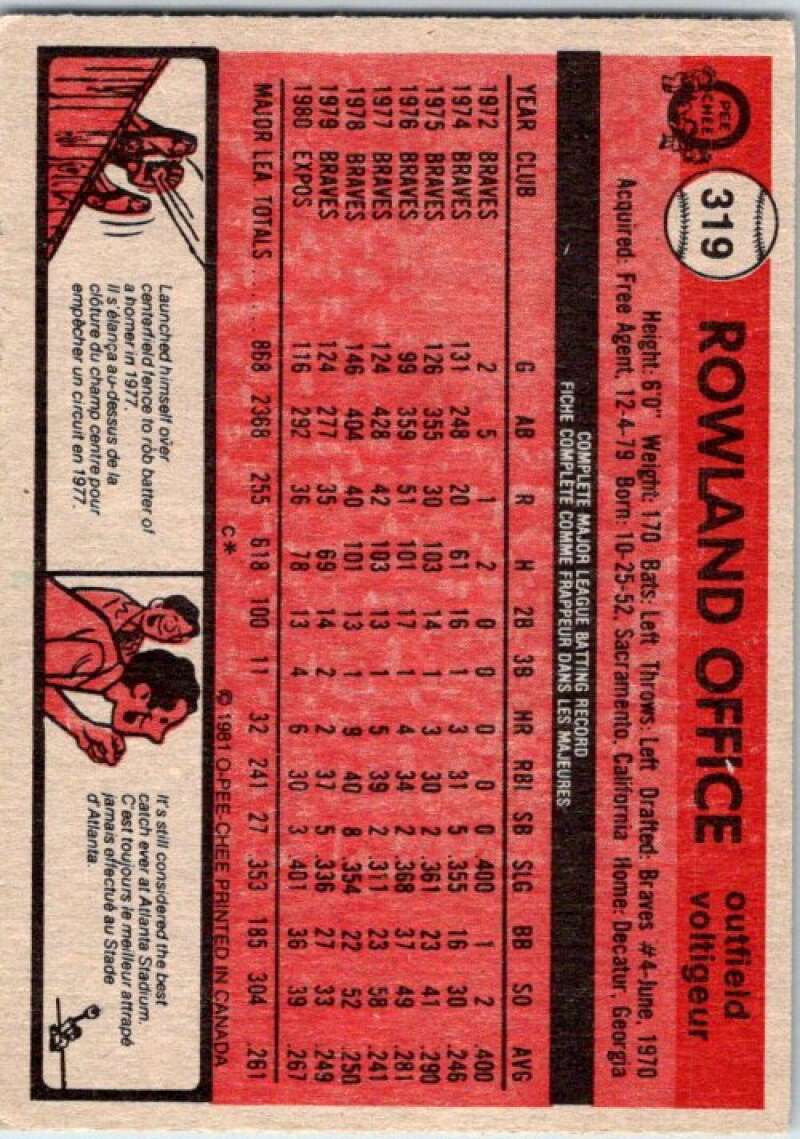 O PEE CHEE
319
ROWLAND OFFICE
outfield
voltigeur
Height: 6'0" Weight: 170 Bats: Left Throws: Left Drafted: Braves #4-June, 1970
Acquired: Free Agent, 12-4-79 Born: 10-25-52, Sacramento, California Home: Decatur, Georgia
COMPLETE MAJOR LEAGUE BATTING RECORD
FICHE COMPLETE COMME FRAPPEUR DANS LES MAJEURES
YEAR CLUB G AB R H 2B 3B HR RBI SB SLG BB SO AVG
1972 BRAVES 2 5 1 2 0 0 0 0 0 .400 1 2 .400
1974 BRAVES 131 248 20 61 16 1 3 31 5 .355 16 30 .246
1975 BRAVES 126 355 30 103 14 1 3 30 2 .361 23 41 .290
1976 BRAVES 99 359 51 101 17 1 4 34 2 .368 37 49 .281
1977 BRAVES 124 428 42 103 13 1 5 39 2 .311 23 58 .241
1978 BRAVES 146 404 40 101 13 1 9 40 8 .354 22 52 .250
1979 BRAVES 124 277 35 69 14 2 2 37 5 .336 27 33 .249
1980 EXPOS 116 292 36 78 13 4 6 30 3 .401 36 39 .267
MAJOR LEA. TOTALS ...... 868 2368 255 618 100 11 32 241 27 .353 185 304 .261
C*
© 1981 O-PEE-CHEE PRINTED IN CANADA
Launched himself over
centerfield fence to rob batter of
a homer in 1977.
Il s'élança au-dessus de la
clôture du champ centre pour
empêcher un circuit en 1977.
It's still considered the best
catch ever at Atlanta Stadium.
C'est toujours le meilleur attrapé
jamais effectué au Stade
d'Atlanta.